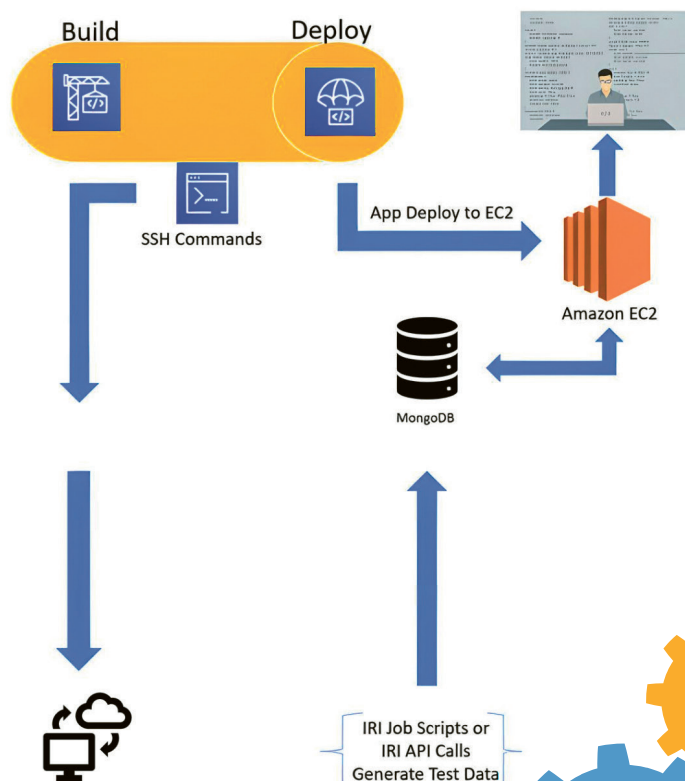 Build
Deploy
</>
</>
>_...
SSH Commands
App Deploy to EC2
Amazon EC2
MongoDB
IRI Job Scripts or
IRI API Calls
Generate Test Data